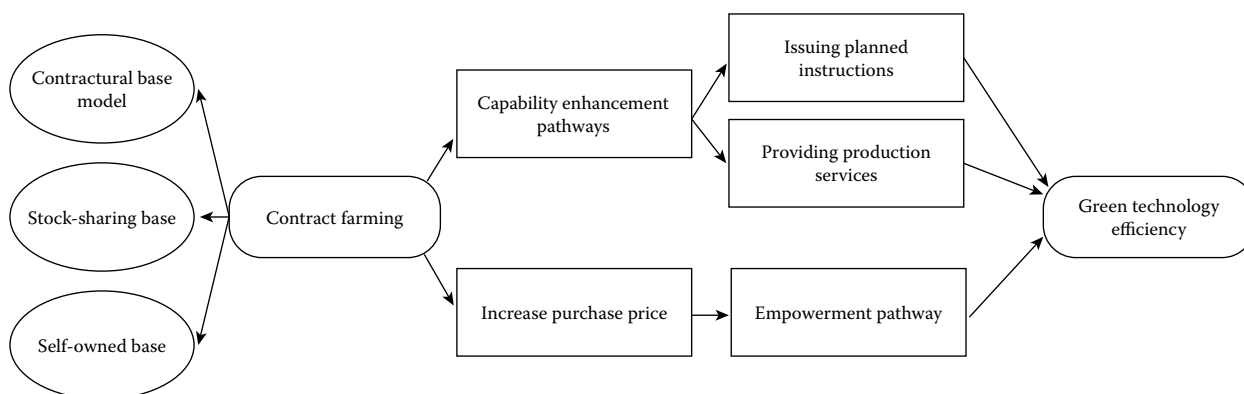 Contractural base
model
Stock-sharing base
Self-owned base
Contract farming
Capability enhancement
pathways
Increase purchase price
Issuing planned
instructions
Providing production
services
Empowerment pathway
Green technology
efficiency